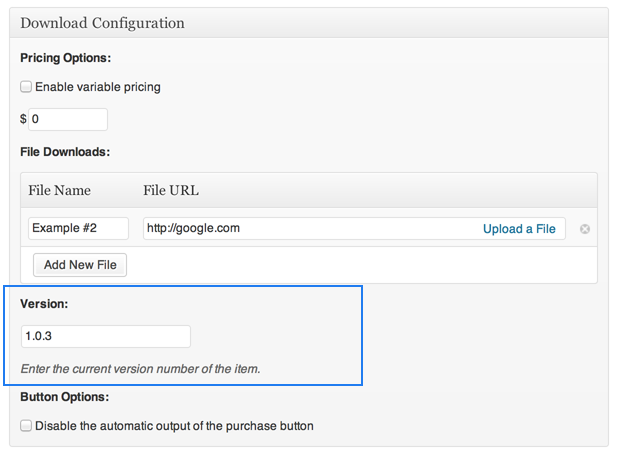 Download Configuration
Pricing Options:
Enable variable pricing
$ 0
File Downloads:
File Name File URL
Example #2 http://google.com Upload a File
Add New File
Version:
1.0.3
Enter the current version number of the item.
Button Options:
Disable the automatic output of the purchase button